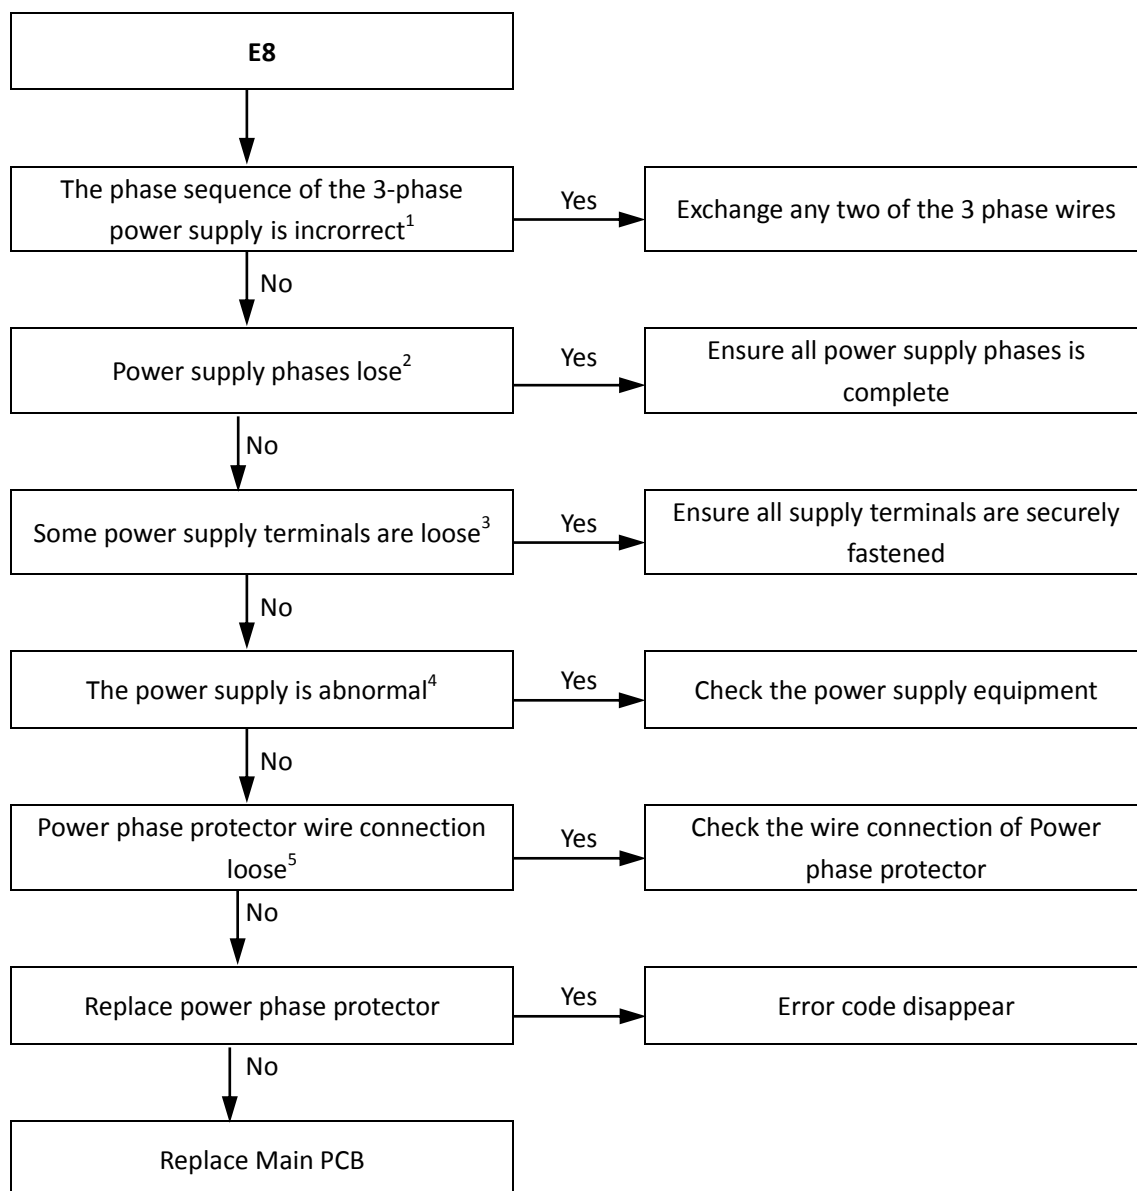 E8
The phase sequence of the 3-phase
power supply is incrorrect¹
Yes
Exchange any two of the 3 phase wires
No
Power supply phases lose²
Yes
Ensure all power supply phases is
complete
No
Some power supply terminals are loose³
Yes
Ensure all supply terminals are securely
fastened
No
The power supply is abnormal⁴
Yes
Check the power supply equipment
No
Power phase protector wire connection
loose⁵
Yes
Check the wire connection of Power
phase protector
No
Replace power phase protector
Yes
Error code disappear
No
Replace Main PCB